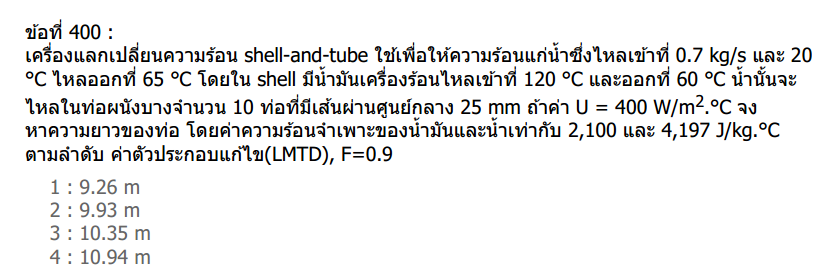 ข้อที่ 400 :
เครื่องแลกเปลี่ยนความร้อน shell-and-tube ใช้เพื่อให้ความร้อนแก่น้ำซึ่งไหลเข้าที่ 0.7 kg/s และ 20
°C ไหลออกที่ 65 °C โดยใน shell มีน้ำมันเครื่องร้อนไหลเข้าที่ 120 °C และออกที่ 60 °C น้ำนั้นจะ
ไหลในท่อผนังบางจำนวน 10 ท่อที่มีเส้นผ่านศูนย์กลาง 25 mm ถ้าค่า U = 400 W/m².°C จง
หาความยาวของท่อ โดยค่าความร้อนจำเพาะของน้ำมันและน้ำเท่ากับ 2,100 และ 4,197 J/kg.°C
ตามลำดับ ค่าตัวประกอบแก้ไข(LMTD), F=0.9
1 : 9.26 m
2 : 9.93 m
3 : 10.35 m
4 : 10.94 m